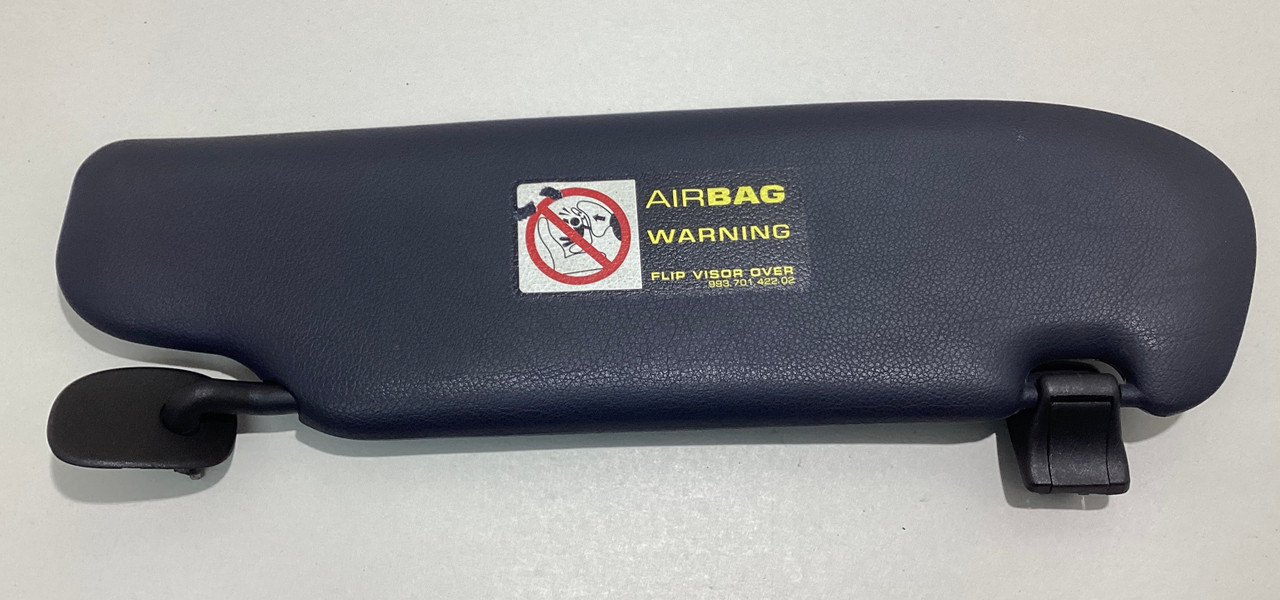 AIRBAG
WARNING
FLIP VISOR OVER
993.701.422.02